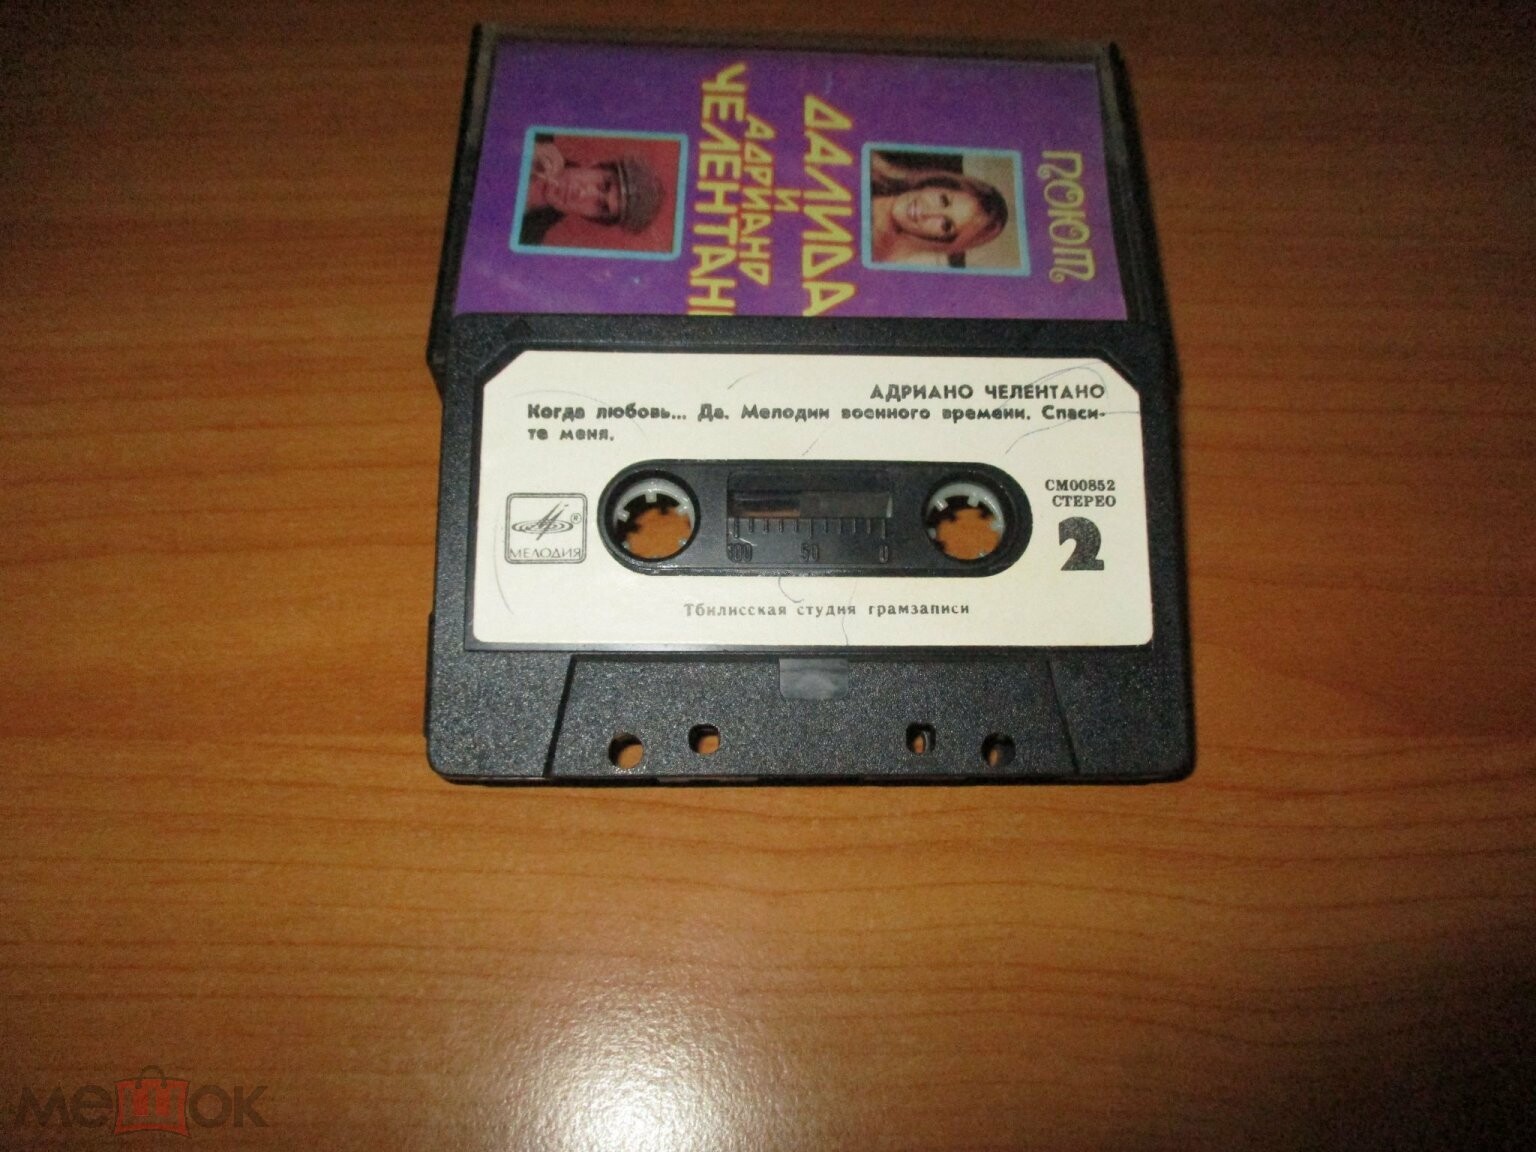 ПОЮТ
ДАЛИДА
И
АДРИАНО
ЧЕЛЕНТАН
АДРИАНО ЧЕЛЕНТАНО
Когда любовь... Да. Мелодии военного времени. Спаси-
те меня.
СМ00852
СТЕРЕО
2
МЕЛОДИЯ
®
100 50 0
Тбилисская студия грамзаписи
мешок